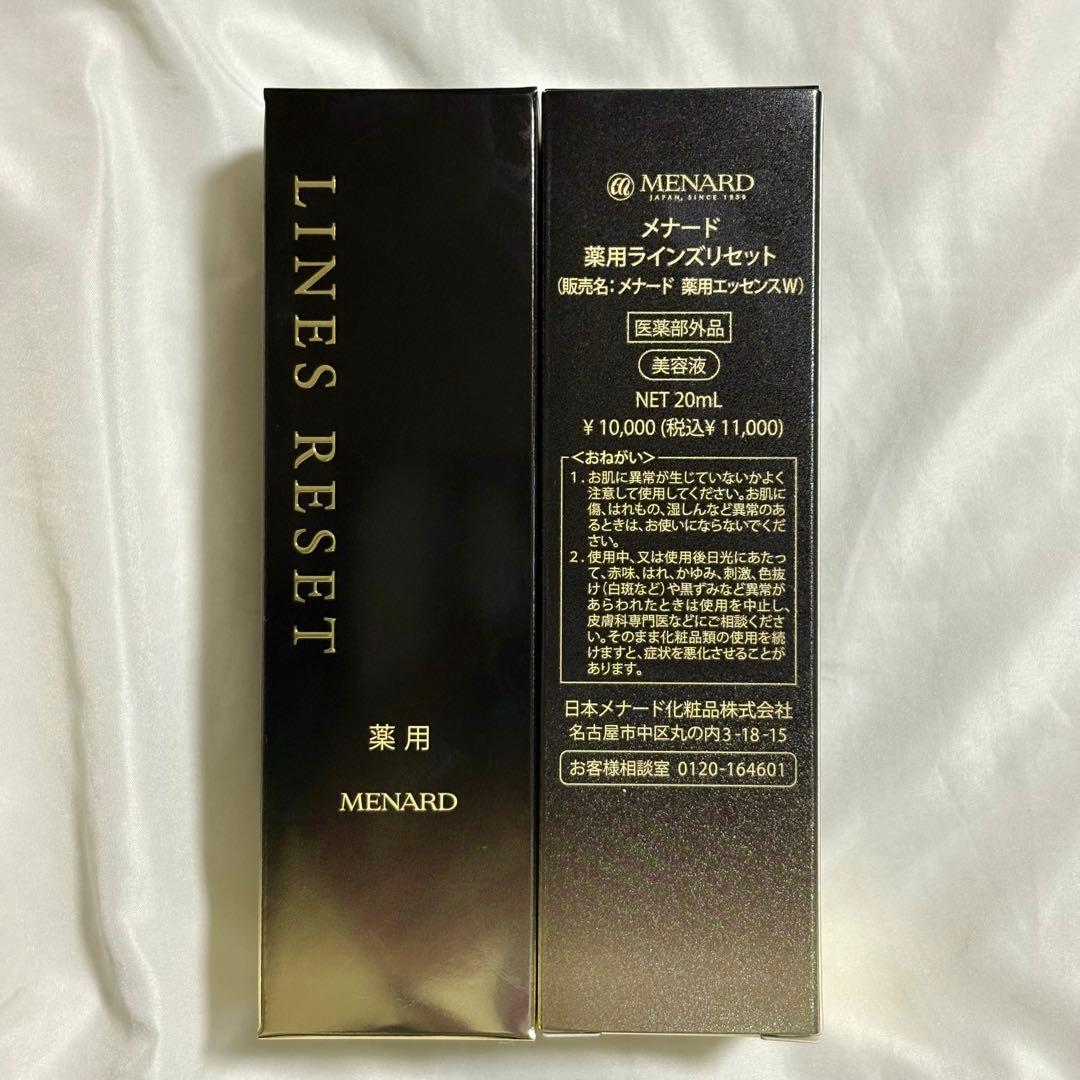 LINES RESET
薬用
MENARD
MENARD
JAPAN, SINCE 1959
メナード
薬用ラインズリセット
(販売名：メナード 薬用エッセンスW)
医薬部外品
美容液
NET 20mL
¥ 10,000 (税込¥ 11,000)
＜おねがい＞
1. お肌に異常が生じていないかよく
注意して使用してください。お肌に
傷、はれもの、湿しんなど異常のあ
るときは、お使いにならないでくだ
さい。
2. 使用中、又は使用後日光にあたっ
て、赤味、はれ、かゆみ、刺激、色抜
け（白斑など）や黒ずみなど異常が
あらわれたときは使用を中止し、
皮膚科専門医などにご相談くださ
い。そのまま化粧品類の使用を続
けますと、症状を悪化させることが
あります。
日本メナード化粧品株式会社
名古屋市中区丸の内3-18-15
お客様相談室 0120-164601